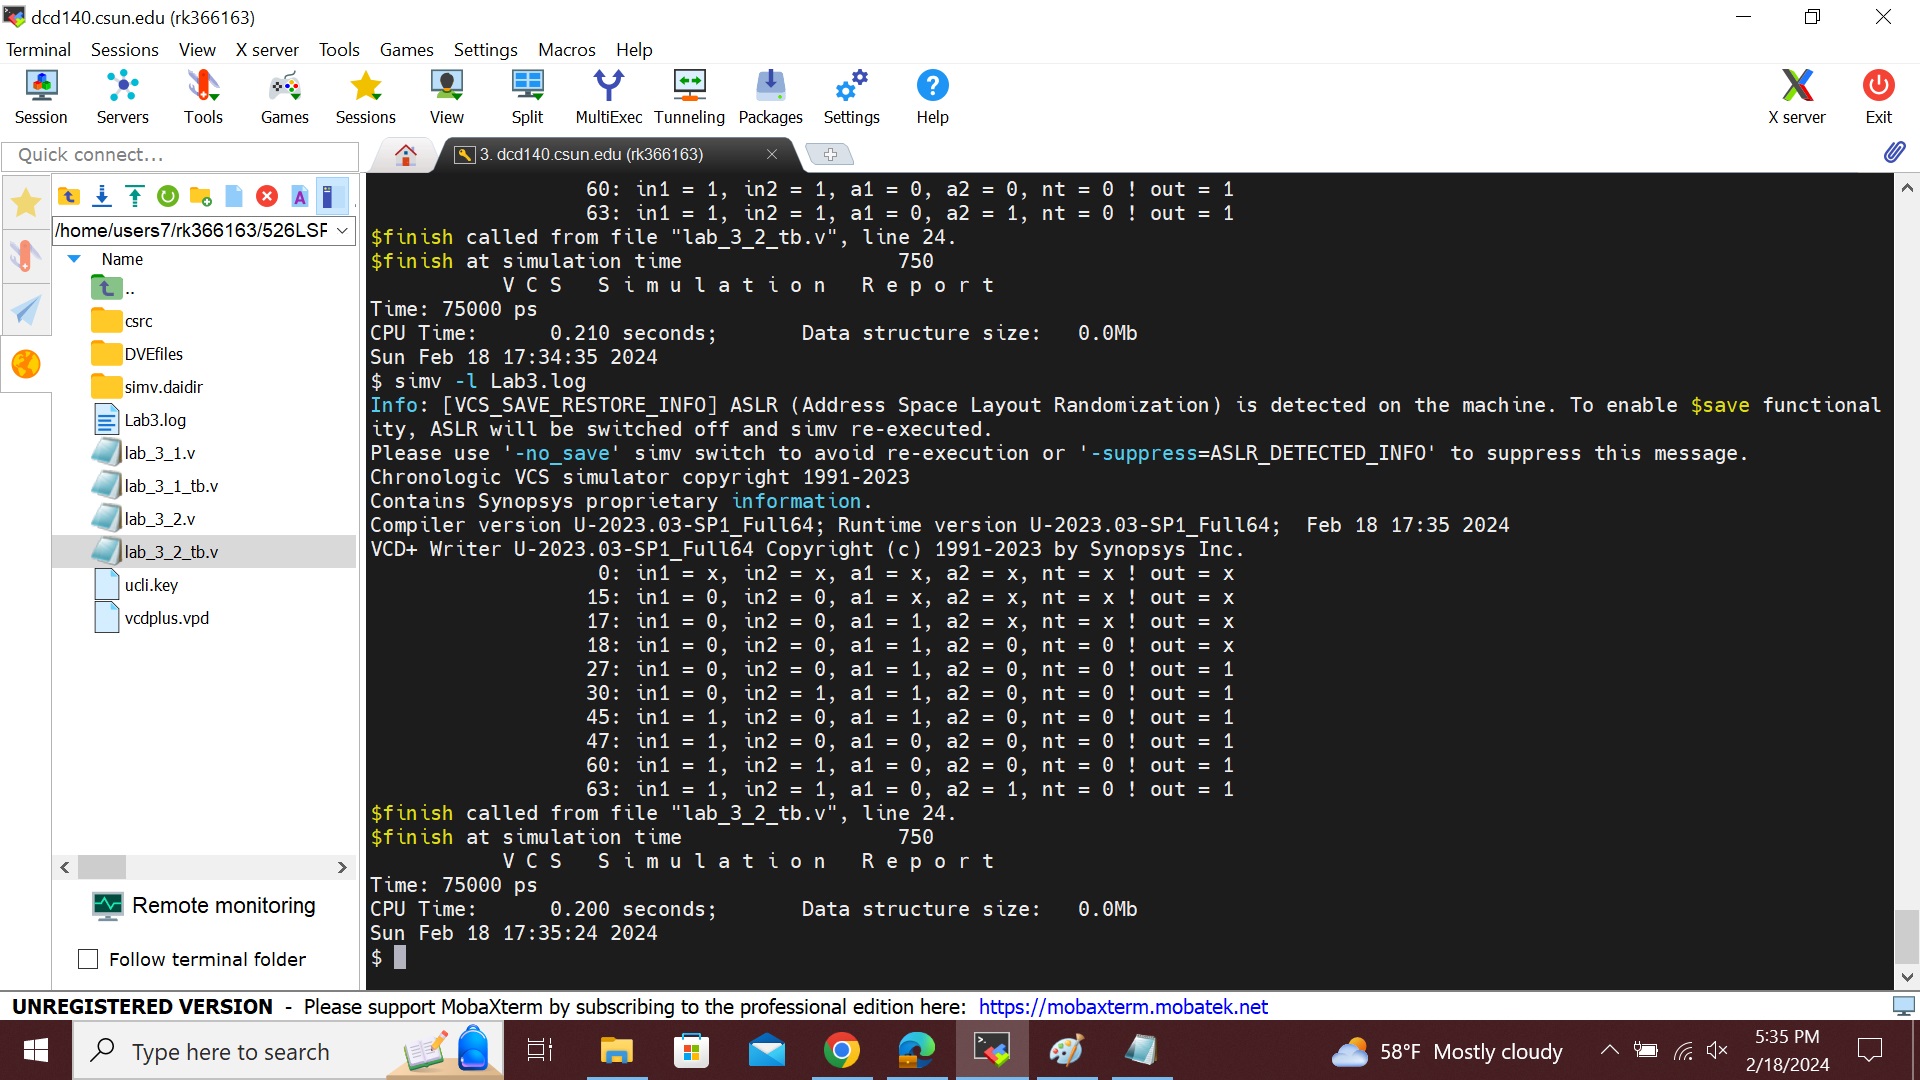 dcd140.csun.edu (rk366163)
Terminal Sessions View X server Tools Games Settings Macros Help
Session Servers Tools Games Sessions View Split MultiExec Tunneling Packages Settings Help X server Exit
Quick connect...
3. dcd140.csun.edu (rk366163)
/home/users7/rk366163/526LSF
Name
..
csrc
DVEfiles
simv.daidir
Lab3.log
lab_3_1.v
lab_3_1_tb.v
lab_3_2.v
lab_3_2_tb.v
ucli.key
vcdplus.vpd
Remote monitoring
Follow terminal folder
60: in1 = 1, in2 = 1, a1 = 0, a2 = 0, nt = 0 ! out = 1
63: in1 = 1, in2 = 1, a1 = 0, a2 = 1, nt = 0 ! out = 1
$finish called from file "lab_3_2_tb.v", line 24.
$finish at simulation time 750
V C S S i m u l a t i o n R e p o r t
Time: 75000 ps
CPU Time: 0.210 seconds; Data structure size: 0.0Mb
Sun Feb 18 17:34:35 2024
$ simv -l Lab3.log
Info: [VCS_SAVE_RESTORE_INFO] ASLR (Address Space Layout Randomization) is detected on the machine. To enable $save functional
ity, ASLR will be switched off and simv re-executed.
Please use '-no_save' simv switch to avoid re-execution or '-suppress=ASLR_DETECTED_INFO' to suppress this message.
Chronologic VCS simulator copyright 1991-2023
Contains Synopsys proprietary information.
Compiler version U-2023.03-SP1_Full64; Runtime version U-2023.03-SP1_Full64; Feb 18 17:35 2024
VCD+ Writer U-2023.03-SP1_Full64 Copyright (c) 1991-2023 by Synopsys Inc.
0: in1 = x, in2 = x, a1 = x, a2 = x, nt = x ! out = x
15: in1 = 0, in2 = 0, a1 = x, a2 = x, nt = x ! out = x
17: in1 = 0, in2 = 0, a1 = 1, a2 = x, nt = x ! out = x
18: in1 = 0, in2 = 0, a1 = 1, a2 = 0, nt = 0 ! out = x
27: in1 = 0, in2 = 0, a1 = 1, a2 = 0, nt = 0 ! out = 1
30: in1 = 0, in2 = 1, a1 = 1, a2 = 0, nt = 0 ! out = 1
45: in1 = 1, in2 = 0, a1 = 1, a2 = 0, nt = 0 ! out = 1
47: in1 = 1, in2 = 0, a1 = 0, a2 = 0, nt = 0 ! out = 1
60: in1 = 1, in2 = 1, a1 = 0, a2 = 0, nt = 0 ! out = 1
63: in1 = 1, in2 = 1, a1 = 0, a2 = 1, nt = 0 ! out = 1
$finish called from file "lab_3_2_tb.v", line 24.
$finish at simulation time 750
V C S S i m u l a t i o n R e p o r t
Time: 75000 ps
CPU Time: 0.200 seconds; Data structure size: 0.0Mb
Sun Feb 18 17:35:24 2024
$
UNREGISTERED VERSION - Please support MobaXterm by subscribing to the professional edition here: https://mobaxterm.mobatek.net
Type here to search
58°F Mostly cloudy
5:35 PM
2/18/2024